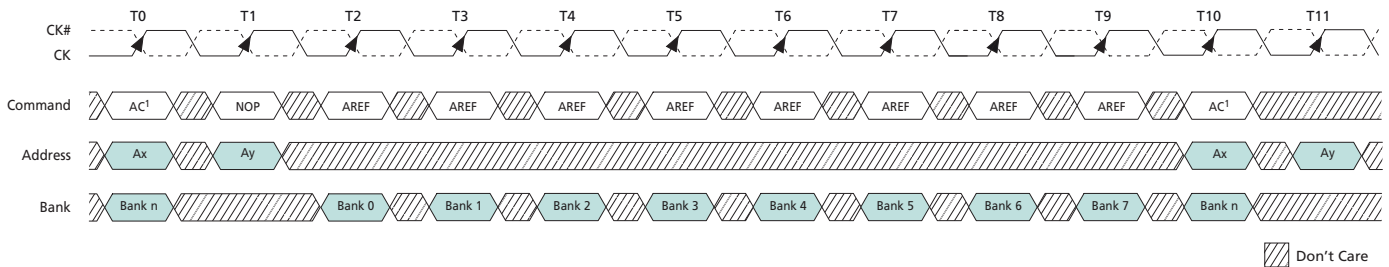 T0 T1 T2 T3 T4 T5 T6 T7 T8 T9 T10 T11
CK#
CK
Command AC¹ NOP AREF AREF AREF AREF AREF AREF AREF AREF AC¹
Address Ax Ay Ax Ay
Bank Bank n Bank 0 Bank 1 Bank 2 Bank 3 Bank 4 Bank 5 Bank 6 Bank 7 Bank n
Don't Care